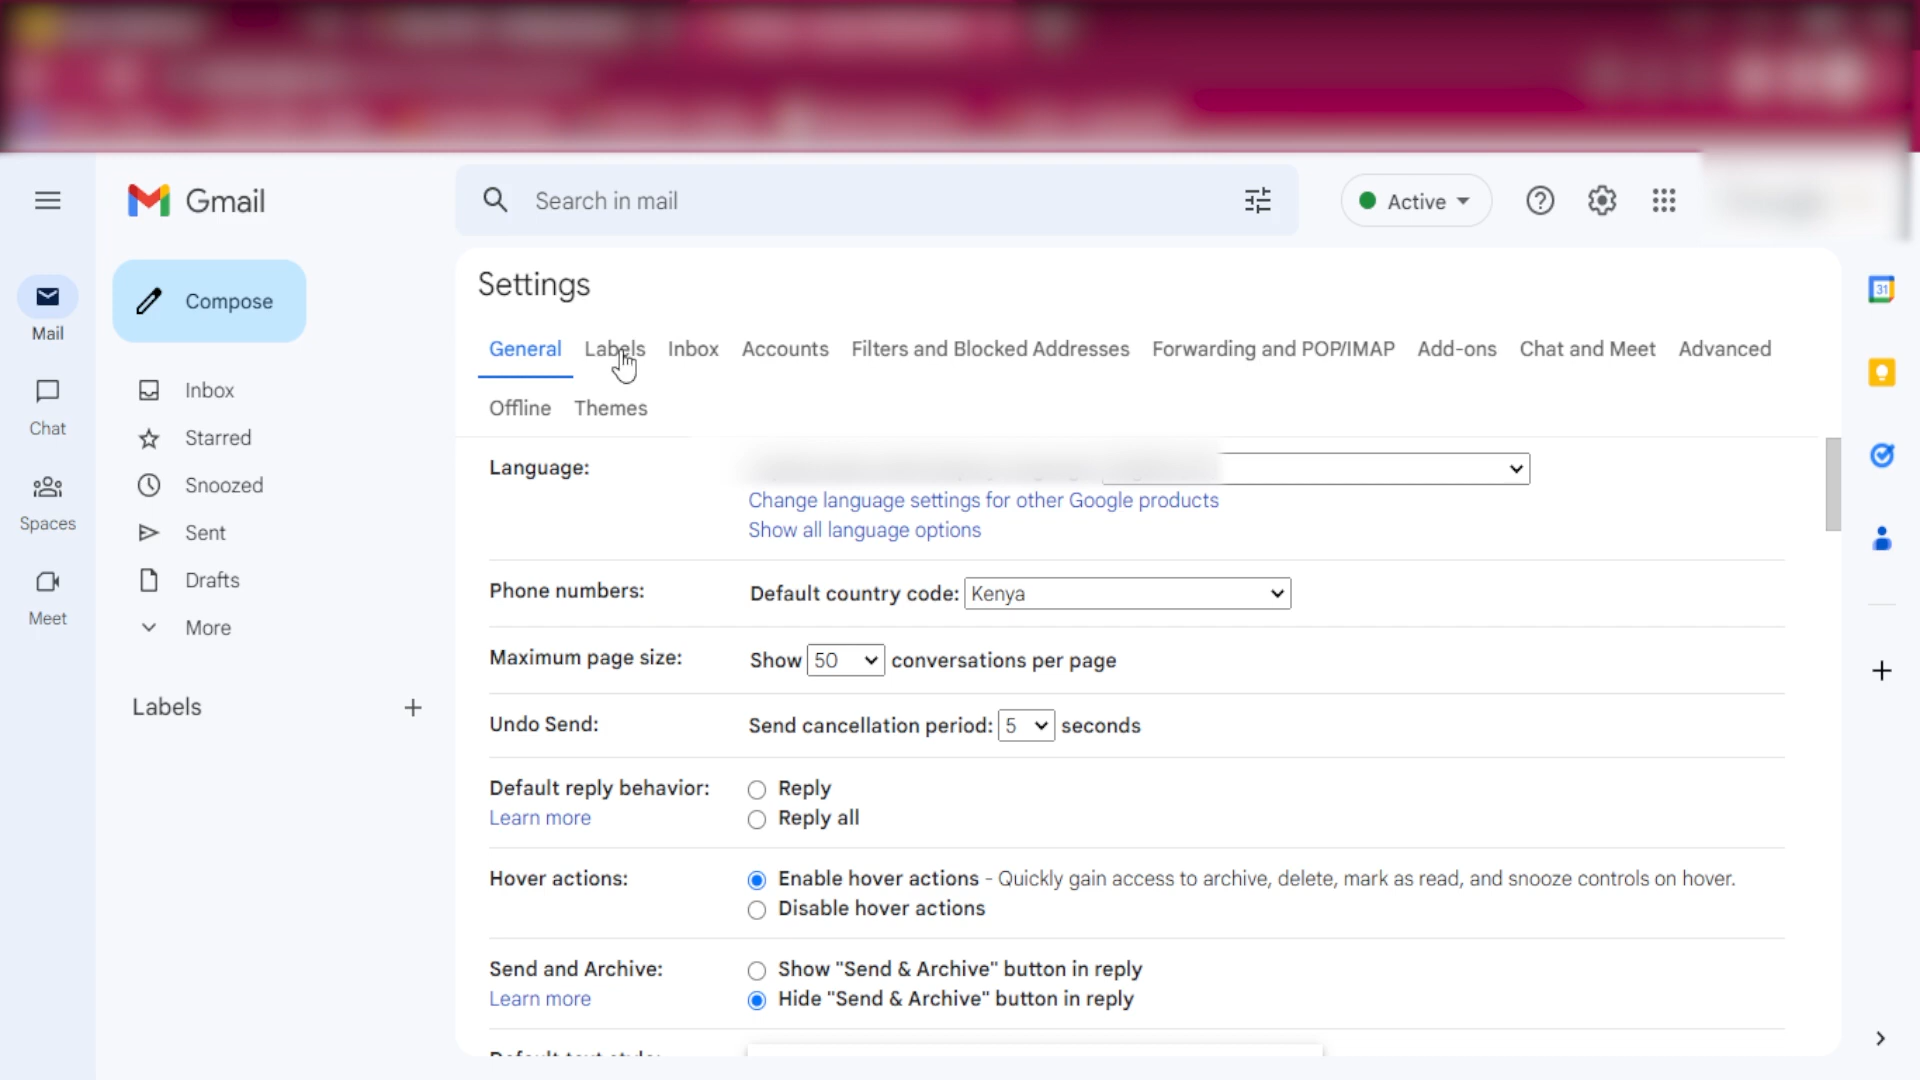 Gmail
Search in mail
Active
Mail
Chat
Spaces
Meet
Compose
Inbox
Starred
Snoozed
Sent
Drafts
More
Labels
Settings
General Labels Inbox Accounts Filters and Blocked Addresses Forwarding and POP/IMAP Add-ons Chat and Meet Advanced
Offline Themes
Language:
Change language settings for other Google products
Show all language options
Phone numbers: Default country code: Kenya
Maximum page size: Show 50 conversations per page
Undo Send: Send cancellation period: 5 seconds
Default reply behavior: Reply
Learn more Reply all
Hover actions: Enable hover actions - Quickly gain access to archive, delete, mark as read, and snooze controls on hover.
Disable hover actions
Send and Archive: Show "Send & Archive" button in reply
Learn more Hide "Send & Archive" button in reply
31